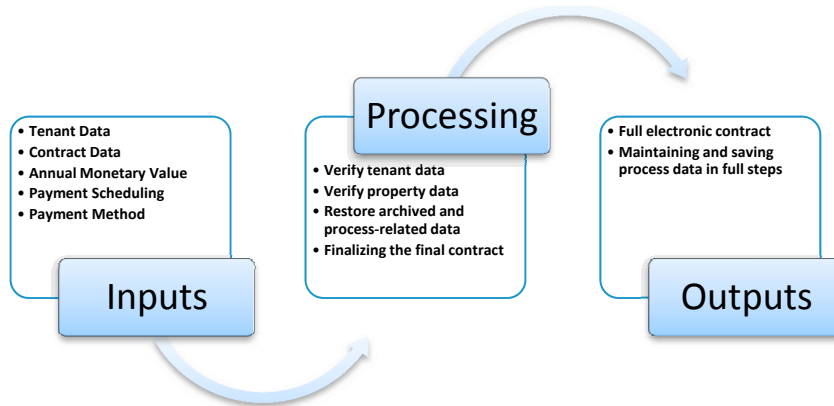 • Tenant Data
• Contract Data
• Annual Monetary Value
• Payment Scheduling
• Payment Method
Inputs
Processing
• Verify tenant data
• Verify property data
• Restore archived and
process-related data
• Finalizing the final contract
• Full electronic contract
• Maintaining and saving
process data in full steps
Outputs